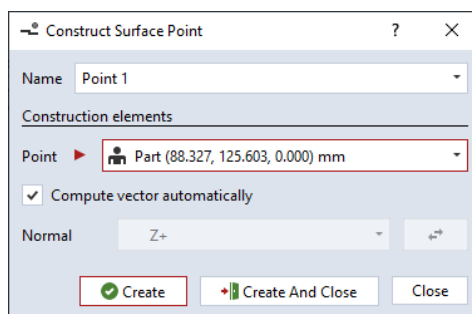 Construct Surface Point ?
Name Point 1
Construction elements
Point Part (88.327, 125.603, 0.000) mm
Compute vector automatically
Normal Z+
Create Create And Close Close